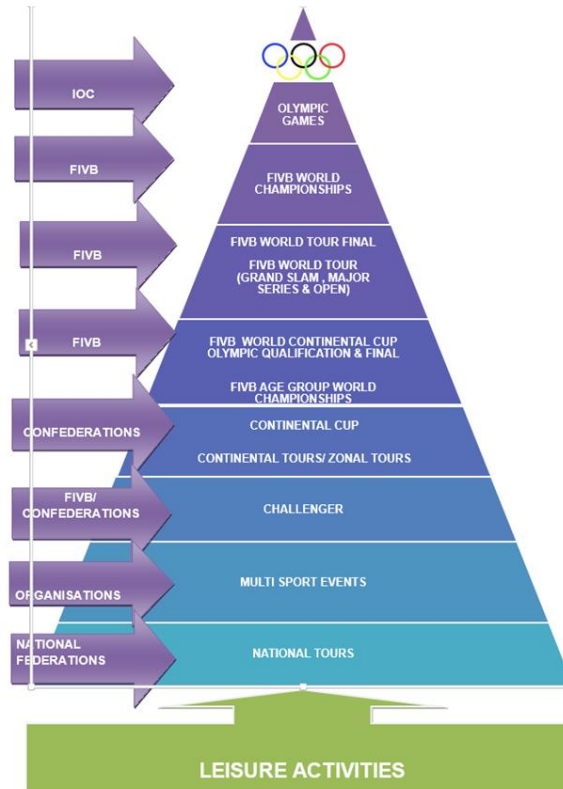 IOC
OLYMPIC
GAMES
FIVB
FIVB WORLD
CHAMPIONSHIPS
FIVB
FIVB WORLD TOUR FINAL
FIVB WORLD TOUR
(GRAND SLAM , MAJOR
SERIES & OPEN)
FIVB
FIVB WORLD CONTINENTAL CUP
OLYMPIC QUALIFICATION & FINAL
FIVB AGE GROUP WORLD
CHAMPIONSHIPS
CONFEDERATIONS
CONTINENTAL CUP
CONTINENTAL TOURS/ ZONAL TOURS
FIVB/
CONFEDERATIONS
CHALLENGER
ORGANISATIONS
MULTI SPORT EVENTS
NATIONAL
FEDERATIONS
NATIONAL TOURS
LEISURE ACTIVITIES